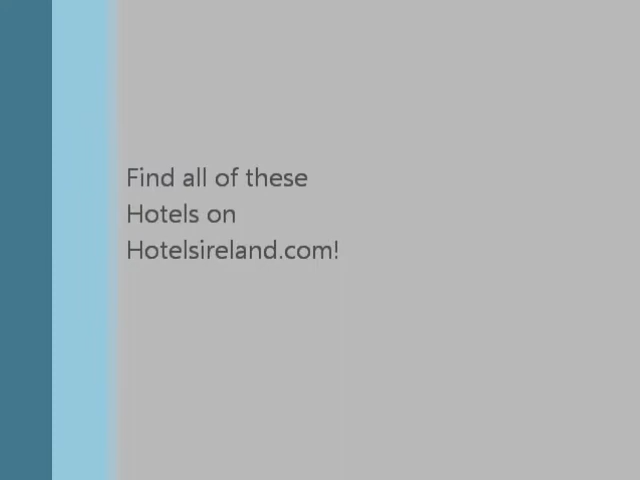 Find all of these
Hotels on
Hotelsireland.com!